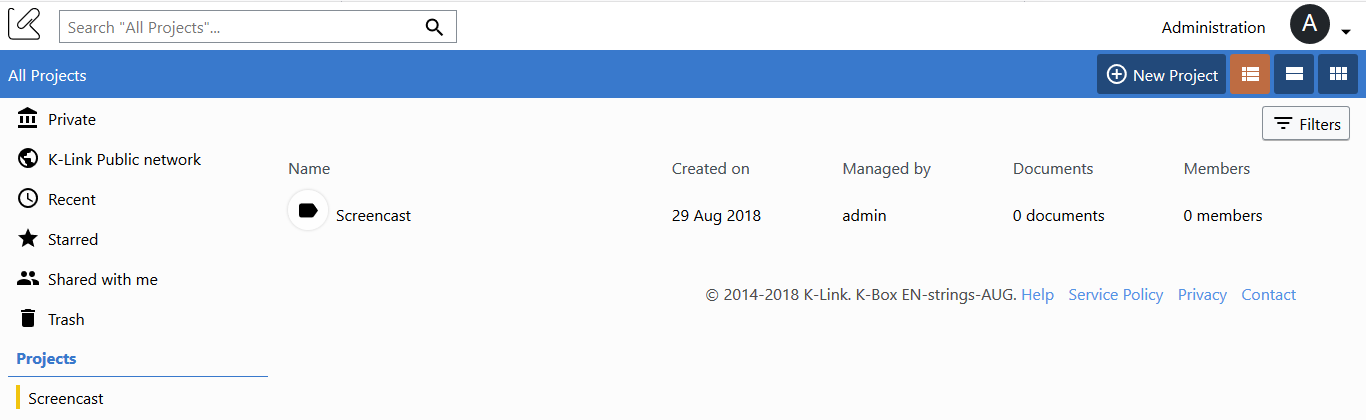 Search "All Projects"...
Administration
A
All Projects
New Project
Private
K-Link Public network
Recent
Starred
Shared with me
Trash
Projects
Screencast
Filters
Name Created on Managed by Documents Members
Screencast 29 Aug 2018 admin 0 documents 0 members
© 2014-2018 K-Link. K-Box EN-strings-AUG. Help Service Policy Privacy Contact